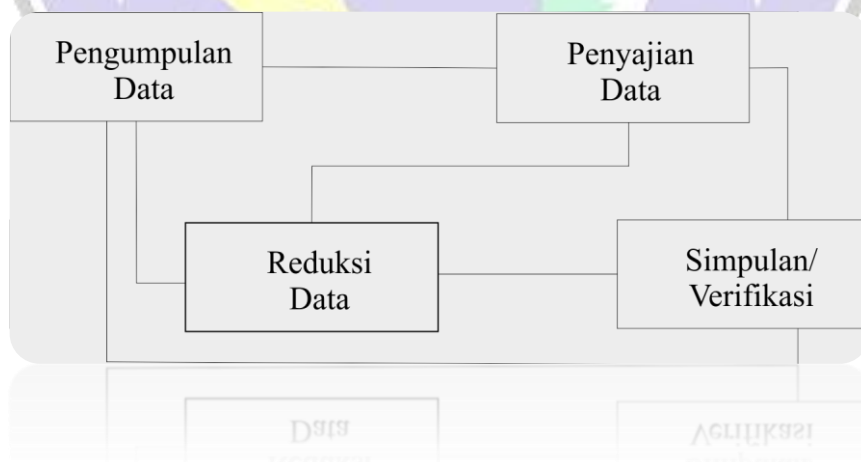 Pengumpulan
Data
Penyajian
Data
Reduksi
Data
Simpulan/
Verifikasi